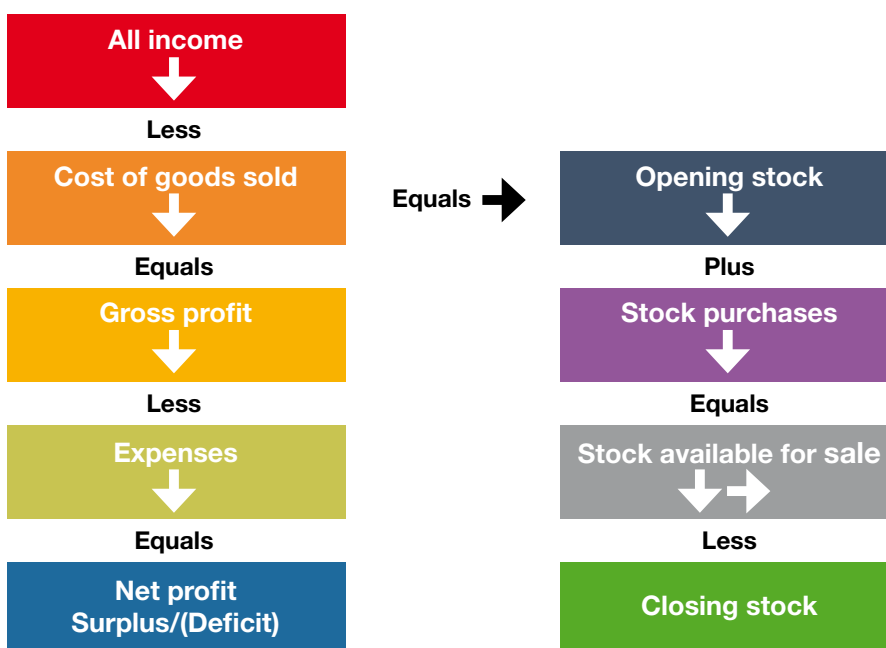 All income
Less
Cost of goods sold
Equals
Gross profit
Less
Expenses
Equals
Net profit
Surplus/(Deficit)
Equals
Opening stock
Plus
Stock purchases
Equals
Stock available for sale
Less
Closing stock